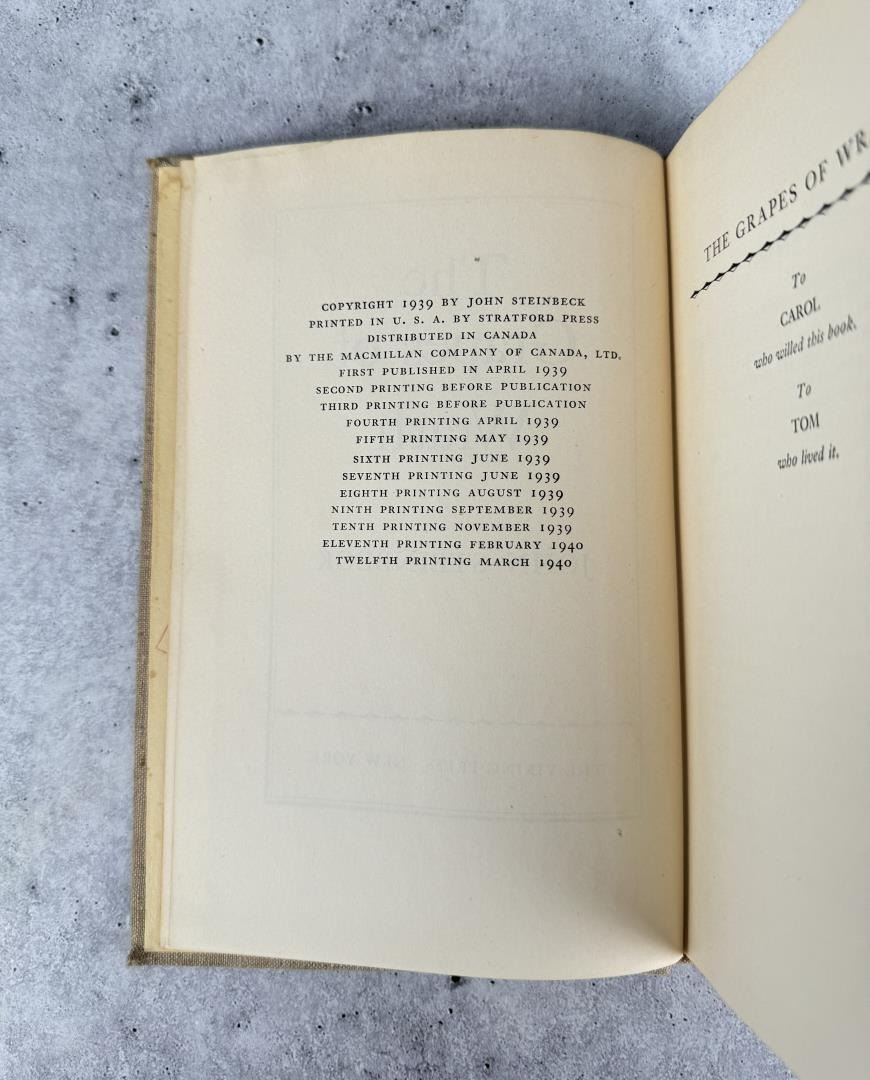 COPYRIGHT 1939 BY JOHN STEINBECK
PRINTED IN U. S. A. BY STRATFORD PRESS
DISTRIBUTED IN CANADA
BY THE MACMILLAN COMPANY OF CANADA, LTD.
FIRST PUBLISHED IN APRIL 1939
SECOND PRINTING BEFORE PUBLICATION
THIRD PRINTING BEFORE PUBLICATION
FOURTH PRINTING APRIL 1939
FIFTH PRINTING MAY 1939
SIXTH PRINTING JUNE 1939
SEVENTH PRINTING JUNE 1939
EIGHTH PRINTING AUGUST 1939
NINTH PRINTING SEPTEMBER 1939
TENTH PRINTING NOVEMBER 1939
ELEVENTH PRINTING FEBRUARY 1940
TWELFTH PRINTING MARCH 1940
THE GRAPES OF
To
CAROL
who willed this book.
To
TOM
who lived it.